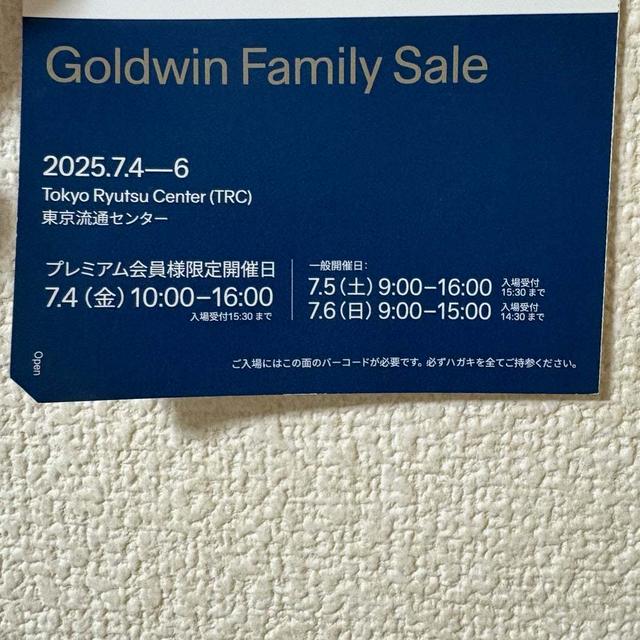 Goldwin Family Sale
2025.7.4—6
Tokyo Ryutsu Center (TRC)
東京流通センター
プレミアム会員様限定開催日
7.4（金）10:00–16:00
入場受付15:30 まで
一般開催日：
7.5（土）9:00–16:00 入場受付 15:30 まで
7.6（日）9:00–15:00 入場受付 14:30 まで
Open
ご入場にはこの面のバーコードが必要です。必ずハガキを全てご持参ください。